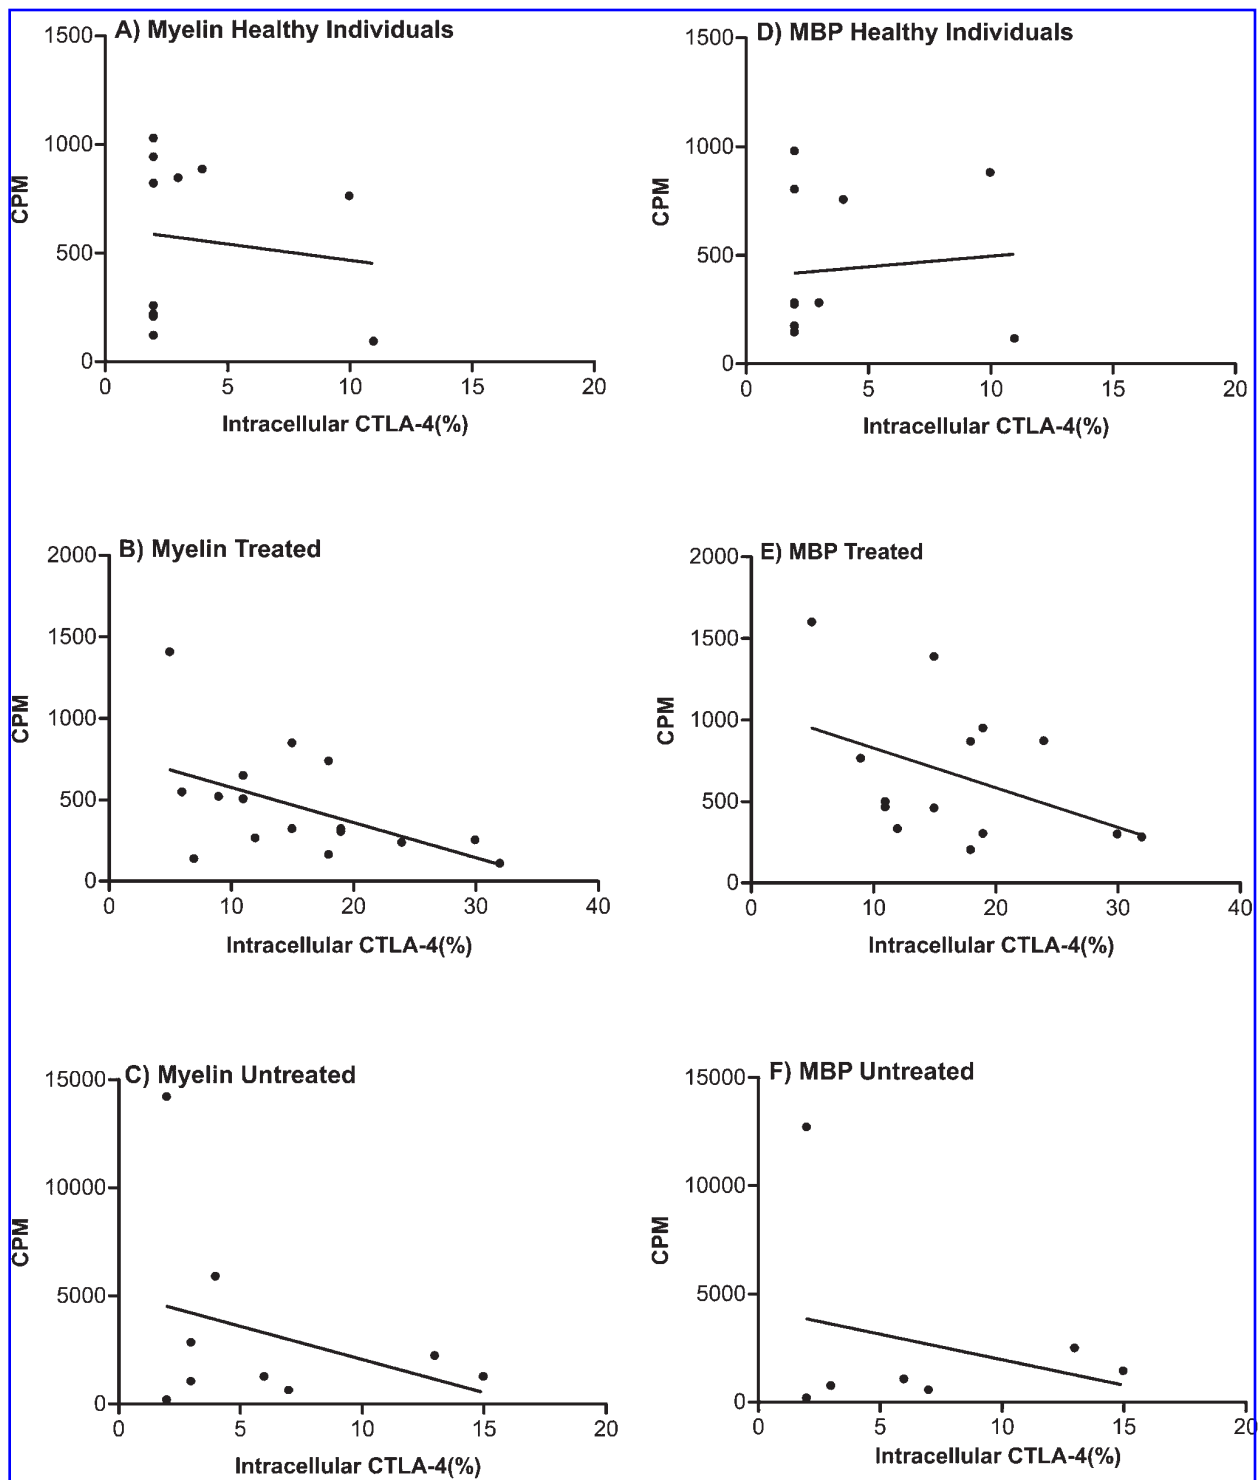 A) Myelin Healthy Individuals
1500
1000
500
0
CPM
0 5 10 15 20
Intracellular CTLA-4(%)
D) MBP Healthy Individuals
1500
1000
500
0
CPM
0 5 10 15 20
Intracellular CTLA-4(%)
B) Myelin Treated
2000
1500
1000
500
0
CPM
0 10 20 30 40
Intracellular CTLA-4(%)
E) MBP Treated
2000
1500
1000
500
0
CPM
0 10 20 30 40
Intracellular CTLA-4(%)
C) Myelin Untreated
15000
10000
5000
0
CPM
0 5 10 15 20
Intracellular CTLA-4(%)
F) MBP Untreated
15000
10000
5000
0
CPM
0 5 10 15 20
Intracellular CTLA-4(%)